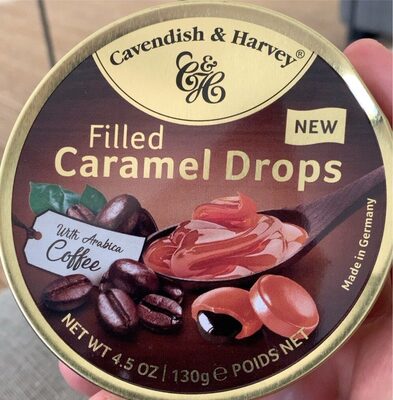 Cavendish & Harvey®
C&H
NEW
Filled
Caramel Drops
With Arabica
Coffee
Made in Germany
NET WT 4.5 OZ | 130g ℮ POIDS NET